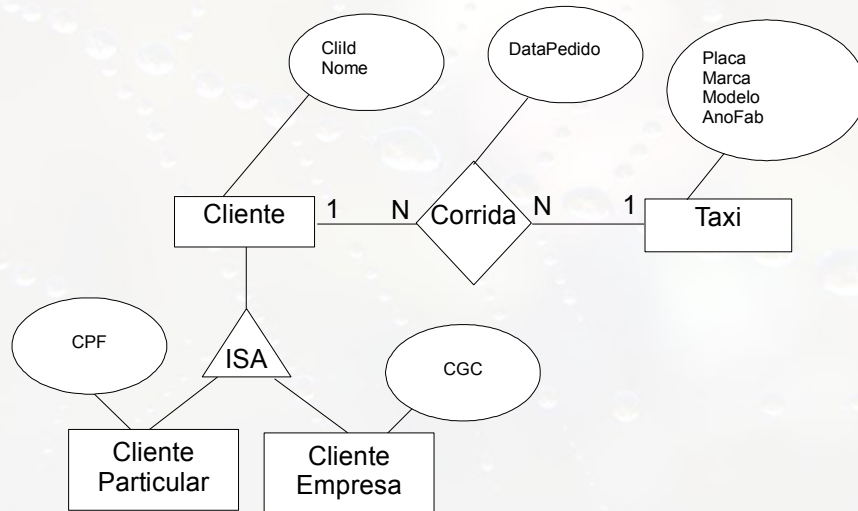 CliId
Nome
DataPedido
Placa
Marca
Modelo
AnoFab
Cliente
1
N
Corrida
N
1
Taxi
CPF
ISA
CGC
Cliente
Particular
Cliente
Empresa